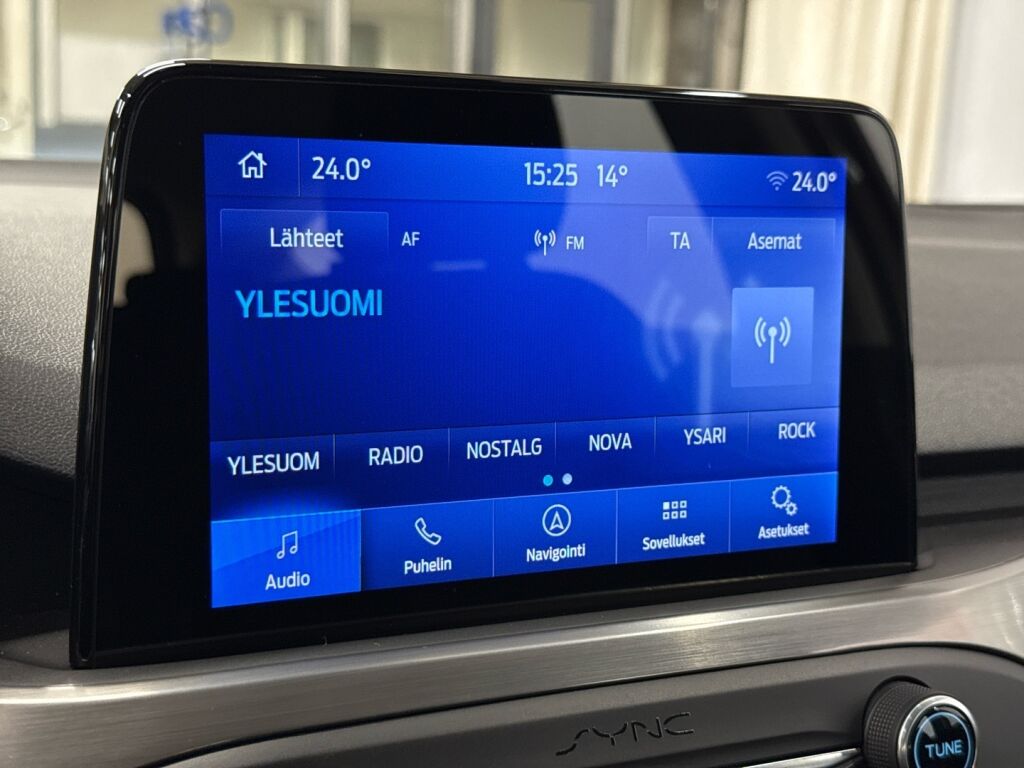 24.0° 15:25 14° 24.0°
Lähteet AF FM TA Asemat
YLESUOMI
YLESUOM RADIO NOSTALG NOVA YSARI ROCK
Audio Puhelin Navigointi Sovellukset Asetukset
SYNC
TUNE